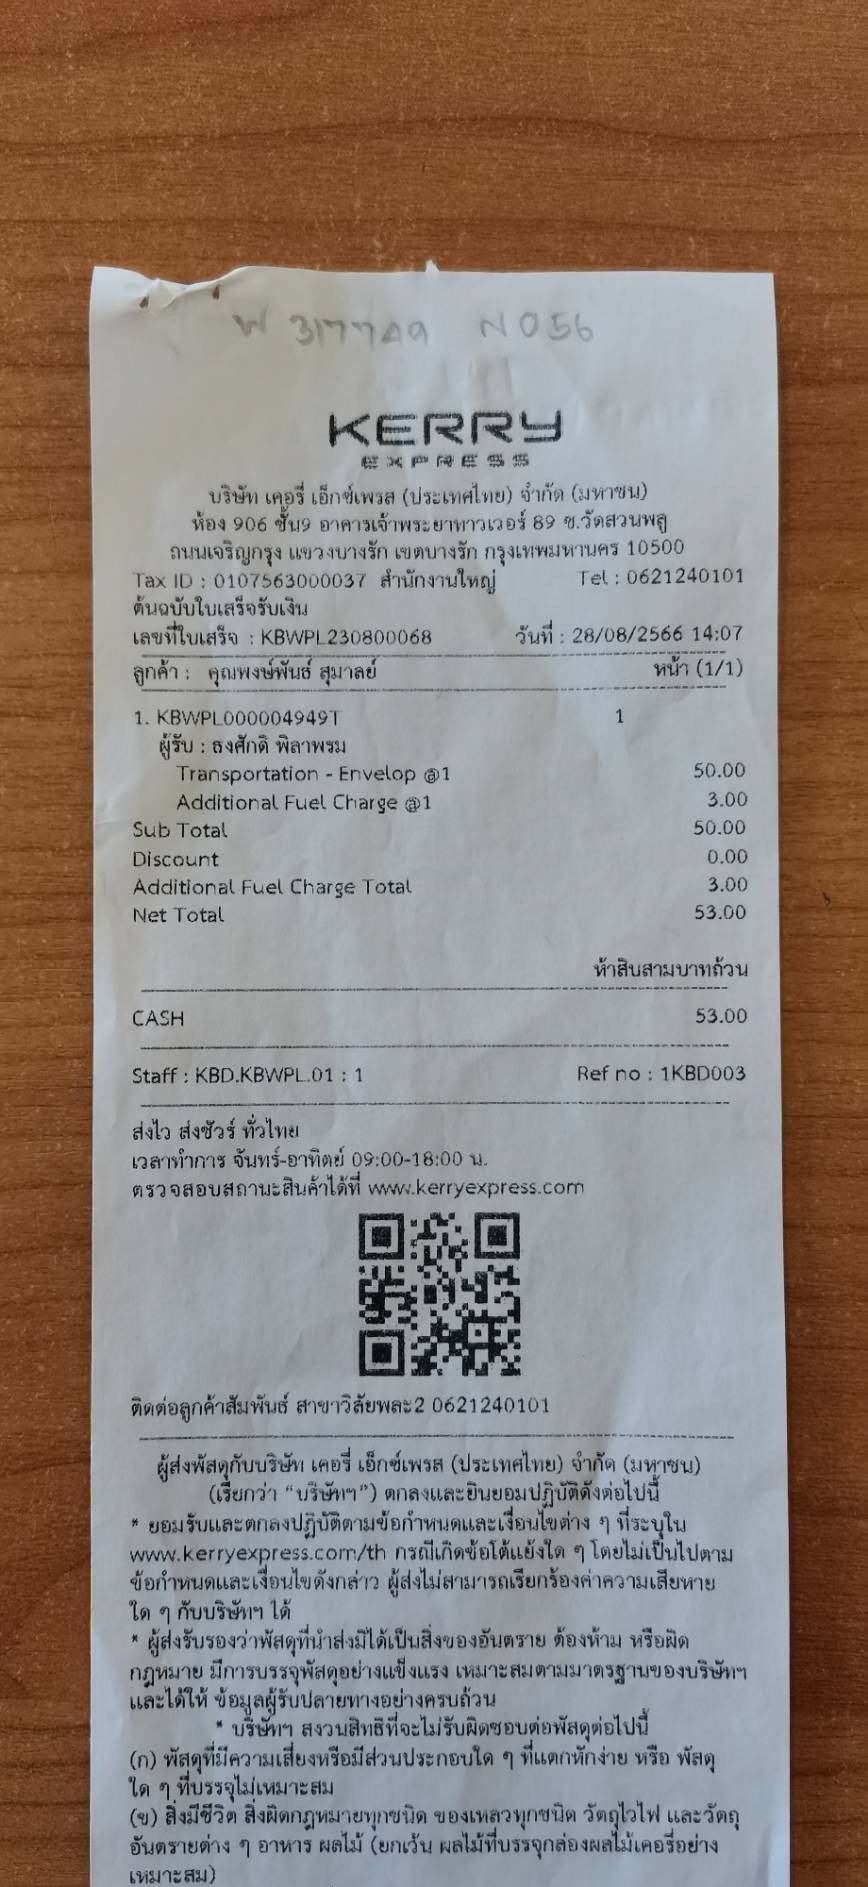 W 317749 N056
KERRY
EXPRESS
บริษัท เคอรี่ เอ็กซ์เพรส (ประเทศไทย) จำกัด (มหาชน)
ห้อง 906 ชั้น9 อาคารเจ้าพระยาทาวเวอร์ 89 ซ.วัดสวนพลู
ถนนเจริญกรุง แขวงบางรัก เขตบางรัก กรุงเทพมหานคร 10500
Tax ID : 0107563000037 สำนักงานใหญ่ Tel : 0621240101
ต้นฉบับใบเสร็จรับเงิน
เลขที่ใบเสร็จ : KBWPL230800068 วันที่ : 28/08/2566 14:07
ลูกค้า : คุณพงษ์พันธ์ สุมาลย์ หน้า (1/1)
1. KBWPL000004949T 1
ผู้รับ : ธงศักดิ พิลาพรม
Transportation - Envelop @1 50.00
Additional Fuel Charge @1 3.00
Sub Total 50.00
Discount 0.00
Additional Fuel Charge Total 3.00
Net Total 53.00
ห้าสิบสามบาทถ้วน
CASH 53.00
Staff : KBD.KBWPL.01 : 1 Ref no : 1KBD003
ส่งไว ส่งชัวร์ ทั่วไทย
เวลาทำการ จันทร์-อาทิตย์ 09:00-18:00 น.
ตรวจสอบสถานะสินค้าได้ที่ www.kerryexpress.com
ติดต่อลูกค้าสัมพันธ์ สาขาวิลัยพละ2 0621240101
ผู้ส่งพัสดุกับบริษัท เคอรี่ เอ็กซ์เพรส (ประเทศไทย) จำกัด (มหาชน)
(เรียกว่า “บริษัทฯ”) ตกลงและยินยอมปฏิบัติดังต่อไปนี้
* ยอมรับและตกลงปฏิบัติตามข้อกำหนดและเงื่อนไขต่าง ๆ ที่ระบุใน
www.kerryexpress.com/th กรณีเกิดข้อโต้แย้งใด ๆ โดยไม่เป็นไปตาม
ข้อกำหนดและเงื่อนไขดังกล่าว ผู้ส่งไม่สามารถเรียกร้องค่าความเสียหาย
ใด ๆ กับบริษัทฯ ได้
* ผู้ส่งรับรองว่าพัสดุที่นำส่งมิได้เป็นสิ่งของอันตราย ต้องห้าม หรือผิด
กฎหมาย มีการบรรจุพัสดุอย่างแข็งแรง เหมาะสมตามมาตรฐานของบริษัทฯ
และได้ให้ ข้อมูลผู้รับปลายทางอย่างครบถ้วน
* บริษัทฯ สงวนสิทธิที่จะไม่รับผิดชอบต่อพัสดุต่อไปนี้
(ก) พัสดุที่มีความเสี่ยงหรือมีส่วนประกอบใด ๆ ที่แตกหักง่าย หรือ พัสดุ
ใด ๆ ที่บรรจุไม่เหมาะสม
(ข) สิ่งมีชีวิต สิ่งผิดกฎหมายทุกชนิด ของเหลวทุกชนิด วัตถุไวไฟ และวัตถุ
อันตรายต่าง ๆ อาหาร ผลไม้ (ยกเว้น ผลไม้ที่บรรจุกล่องผลไม้เคอรี่อย่าง
เหมาะสม)